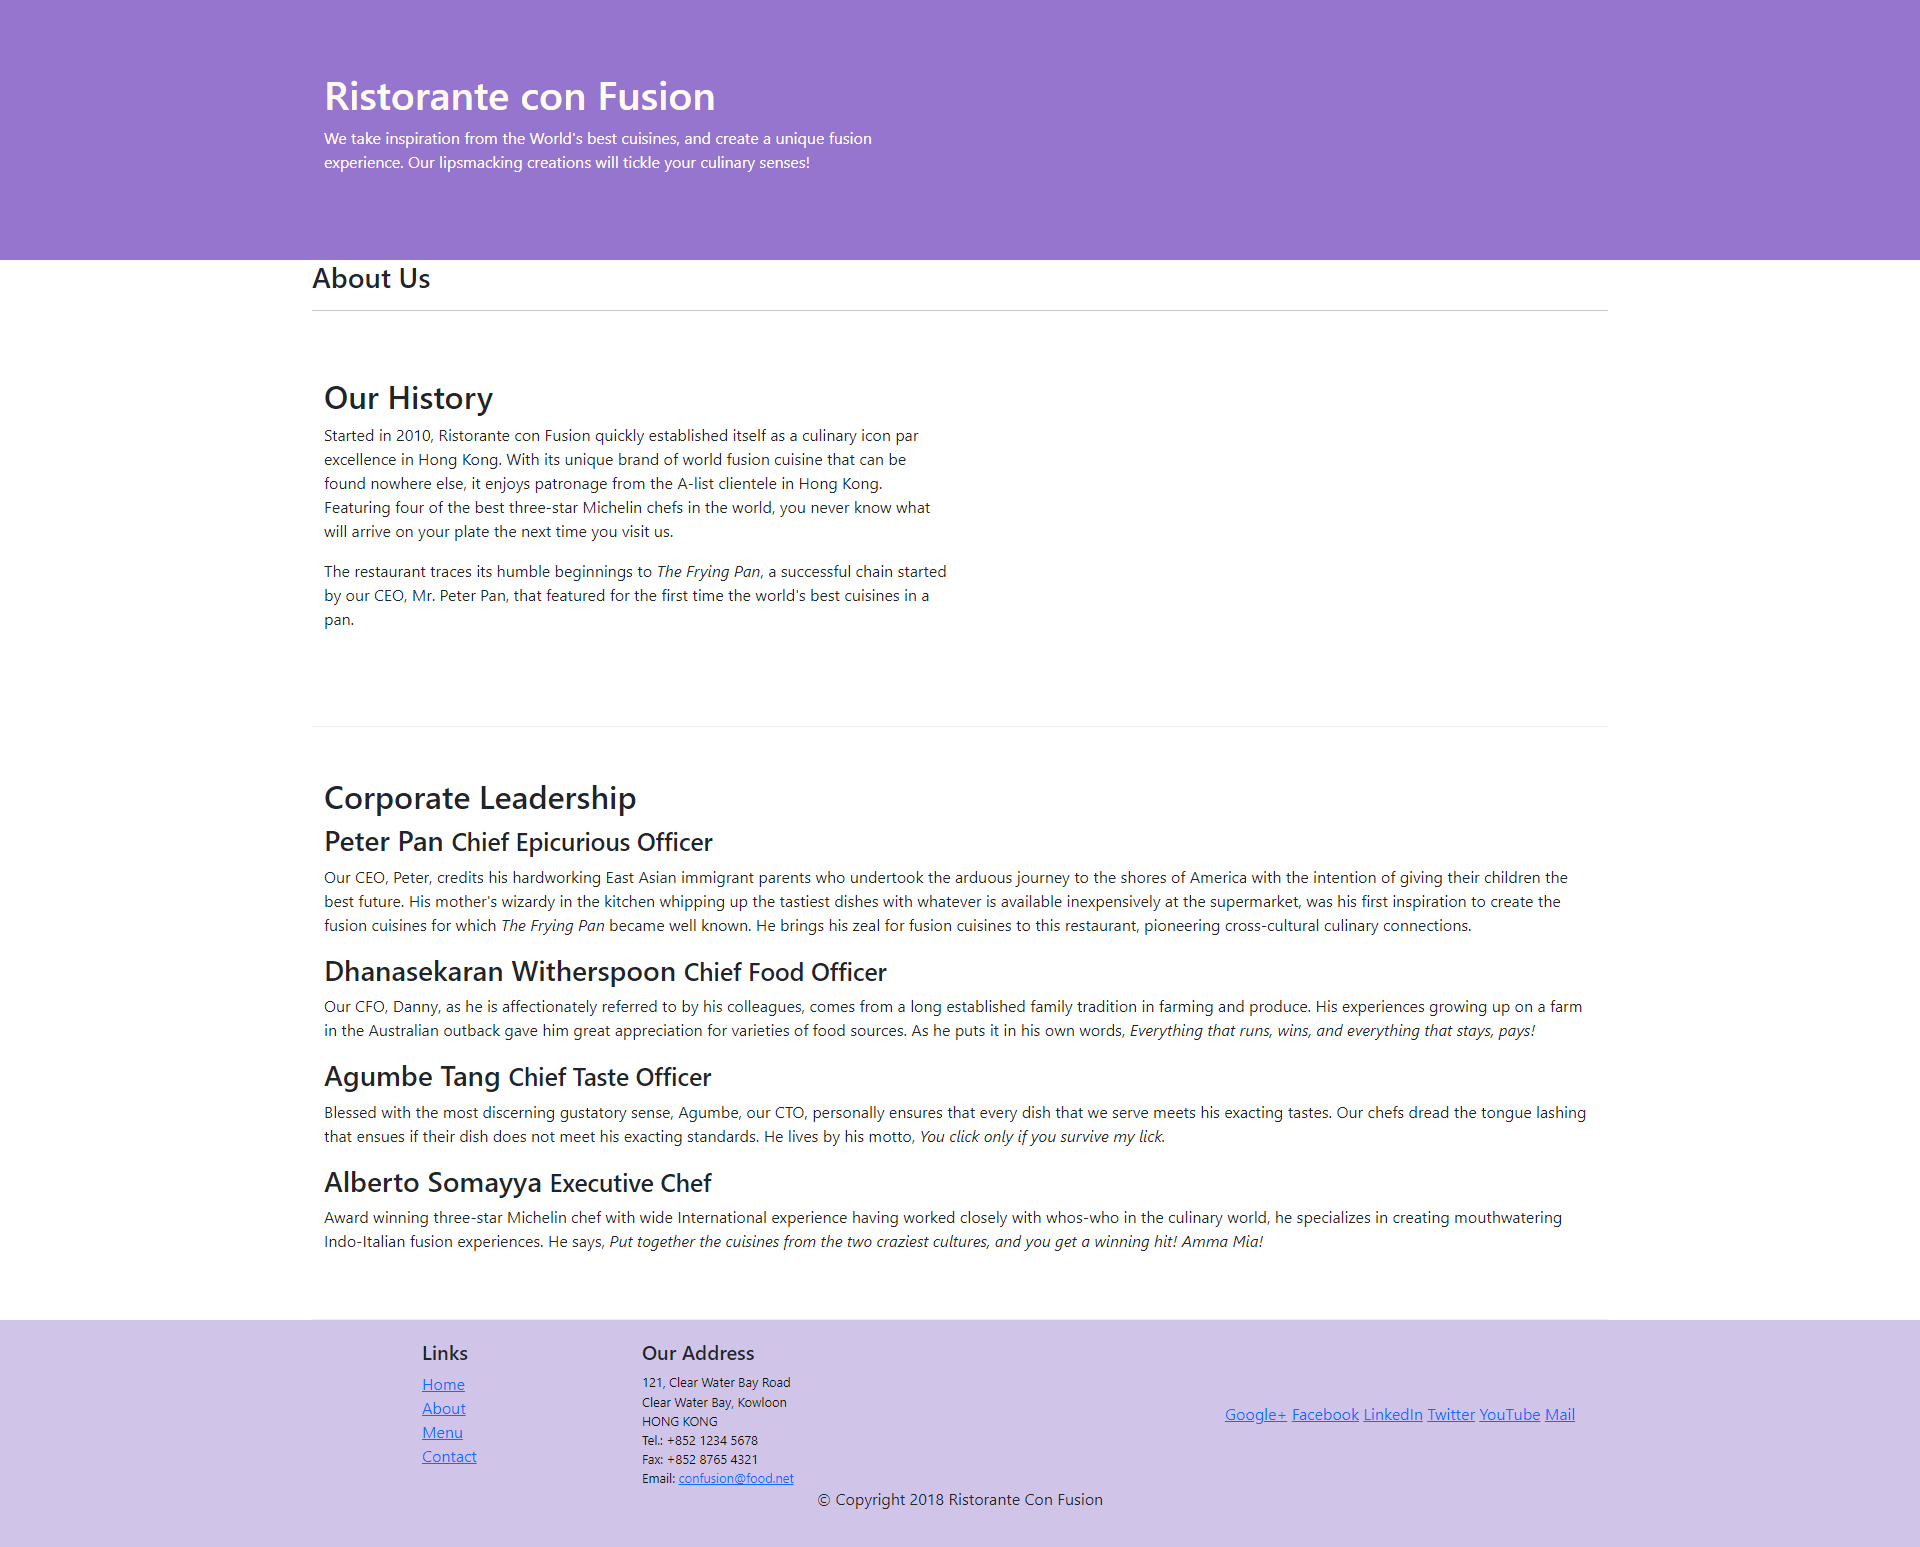 Ristorante con Fusion
We take inspiration from the World's best cuisines, and create a unique fusion
experience. Our lipsmacking creations will tickle your culinary senses!
About Us
Our History
Started in 2010, Ristorante con Fusion quickly established itself as a culinary icon par
excellence in Hong Kong. With its unique brand of world fusion cuisine that can be
found nowhere else, it enjoys patronage from the A-list clientele in Hong Kong.
Featuring four of the best three-star Michelin chefs in the world, you never know what
will arrive on your plate the next time you visit us.
The restaurant traces its humble beginnings to The Frying Pan, a successful chain started
by our CEO, Mr. Peter Pan, that featured for the first time the world's best cuisines in a
pan.
Corporate Leadership
Peter Pan Chief Epicurious Officer
Our CEO, Peter, credits his hardworking East Asian immigrant parents who undertook the arduous journey to the shores of America with the intention of giving their children the
best future. His mother's wizardy in the kitchen whipping up the tastiest dishes with whatever is available inexpensively at the supermarket, was his first inspiration to create the
fusion cuisines for which The Frying Pan became well known. He brings his zeal for fusion cuisines to this restaurant, pioneering cross-cultural culinary connections.
Dhanasekaran Witherspoon Chief Food Officer
Our CFO, Danny, as he is affectionately referred to by his colleagues, comes from a long established family tradition in farming and produce. His experiences growing up on a farm
in the Australian outback gave him great appreciation for varieties of food sources. As he puts it in his own words, Everything that runs, wins, and everything that stays, pays!
Agumbe Tang Chief Taste Officer
Blessed with the most discerning gustatory sense, Agumbe, our CTO, personally ensures that every dish that we serve meets his exacting tastes. Our chefs dread the tongue lashing
that ensues if their dish does not meet his exacting standards. He lives by his motto, You click only if you survive my lick.
Alberto Somayya Executive Chef
Award winning three-star Michelin chef with wide International experience having worked closely with whos-who in the culinary world, he specializes in creating mouthwatering
Indo-Italian fusion experiences. He says, Put together the cuisines from the two craziest cultures, and you get a winning hit! Amma Mia!
Links
Home
About
Menu
Contact
Our Address
121, Clear Water Bay Road
Clear Water Bay, Kowloon
HONG KONG
Tel.: +852 1234 5678
Fax: +852 8765 4321
Email: confusion@food.net
Google+ Facebook LinkedIn Twitter YouTube Mail
© Copyright 2018 Ristorante Con Fusion